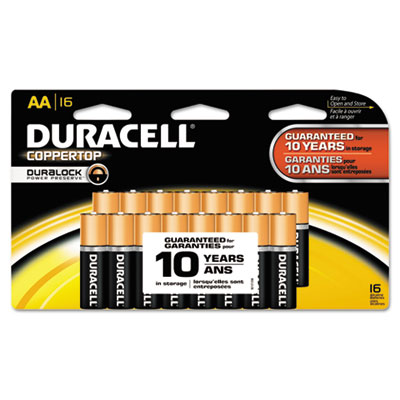 AA 16
DURACELL
COPPERTOP
DURALOCK
POWER PRESERVE
Easy to
Open and Store
Facile à ouvrir
et à ranger
GUARANTEED for
10 YEARS
in storage
GARANTIES pour
10 ANS lorsqu'elles
sont entreposées
GUARANTEED for
GARANTIES pour
10 YEARS
ANS
in storage lorsqu'elles sont
entreposées
DURACELL
DURACELL
16